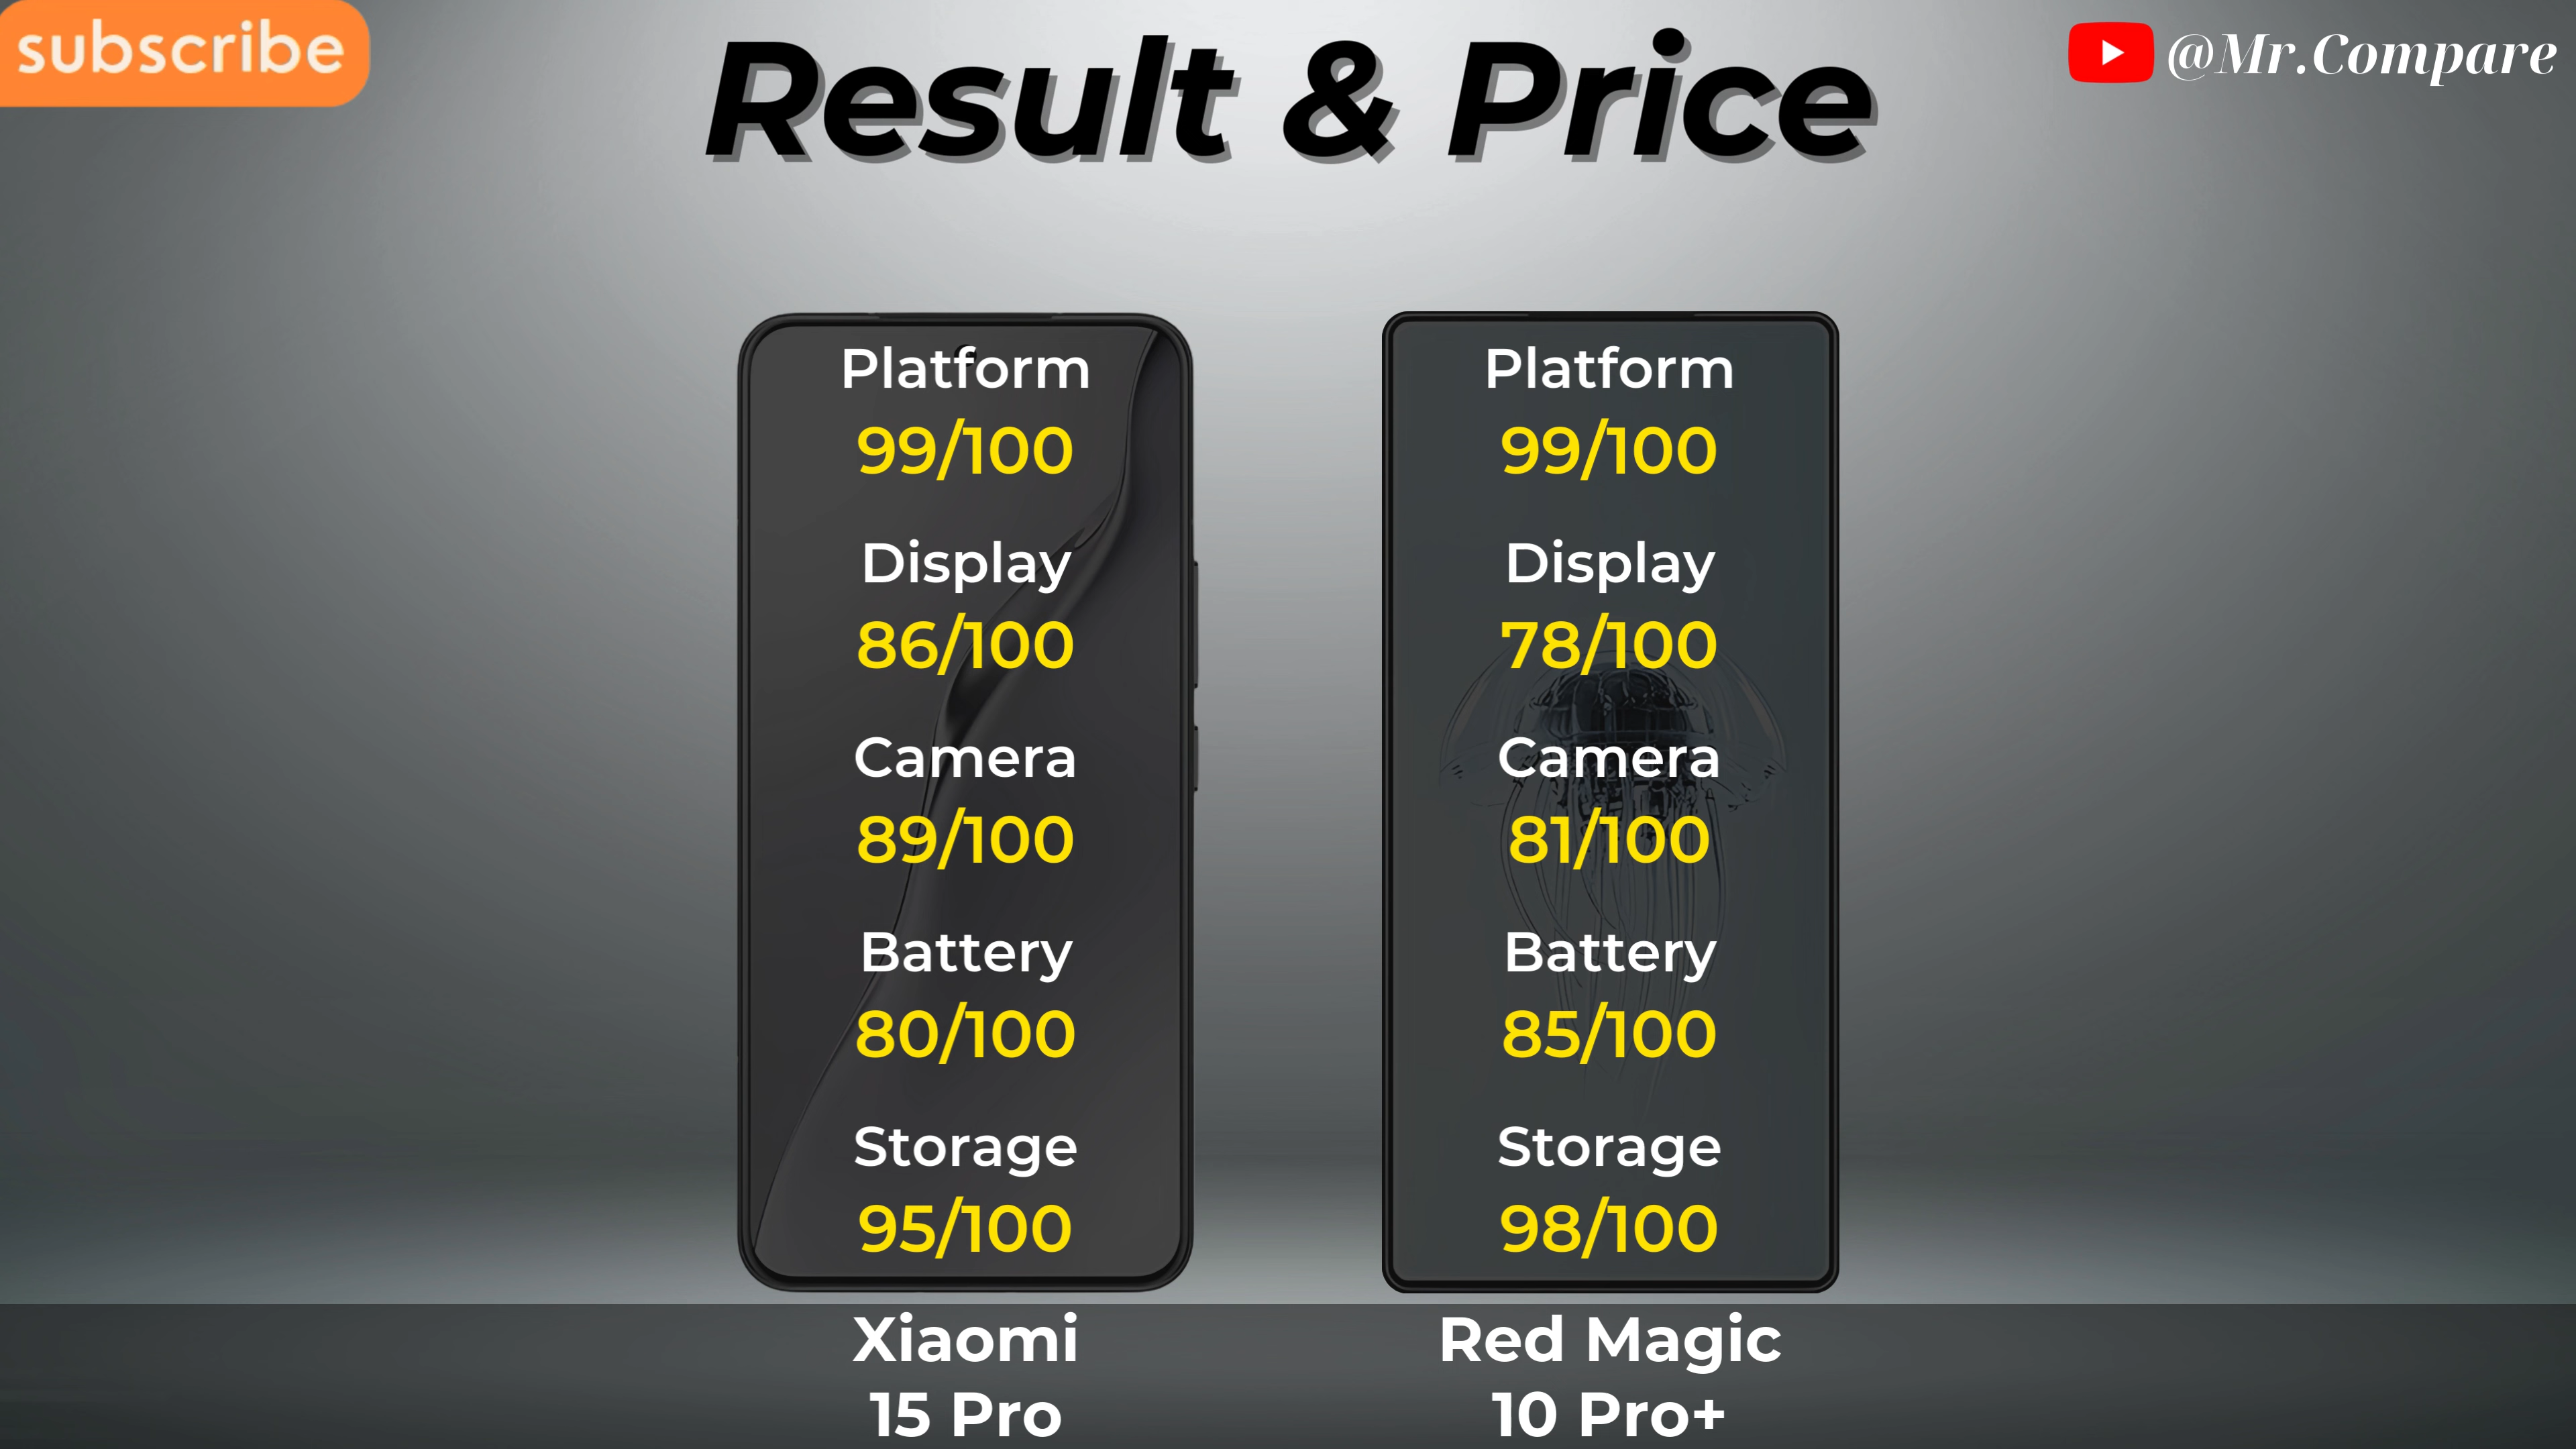 subscribe
Result & Price
@Mr.Compare
Platform
99/100
Display
86/100
Camera
89/100
Battery
80/100
Storage
95/100
Xiaomi
15 Pro
Platform
99/100
Display
78/100
Camera
81/100
Battery
85/100
Storage
98/100
Red Magic
10 Pro+